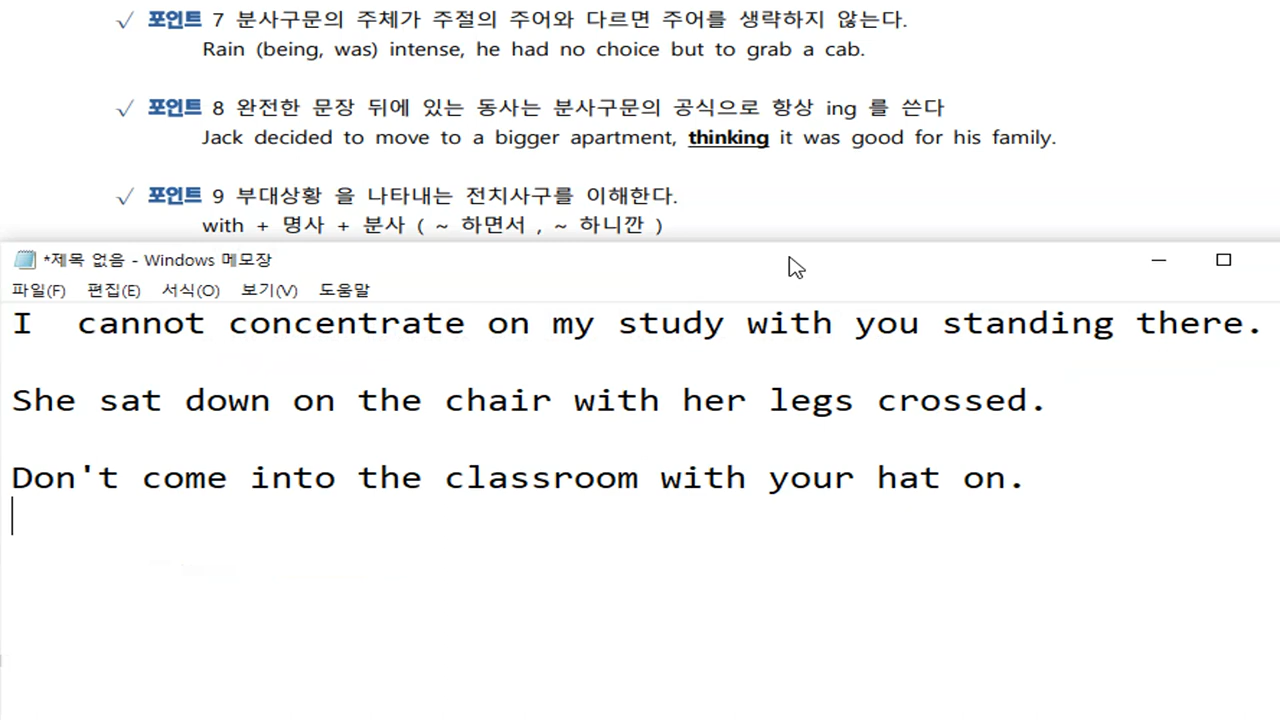 ✓ 포인트 7 분사구문의 주체가 주절의 주어와 다르면 주어를 생략하지 않는다.
Rain (being, was) intense, he had no choice but to grab a cab.
✓ 포인트 8 완전한 문장 뒤에 있는 동사는 분사구문의 공식으로 항상 ing 를 쓴다
Jack decided to move to a bigger apartment, thinking it was good for his family.
✓ 포인트 9 부대상황 을 나타내는 전치사구를 이해한다.
with + 명사 + 분사 ( ~ 하면서 , ~ 하니깐 )
*제목 없음 - Windows 메모장
파일(F) 편집(E) 서식(O) 보기(V) 도움말
I cannot concentrate on my study with you standing there.
She sat down on the chair with her legs crossed.
Don't come into the classroom with your hat on.